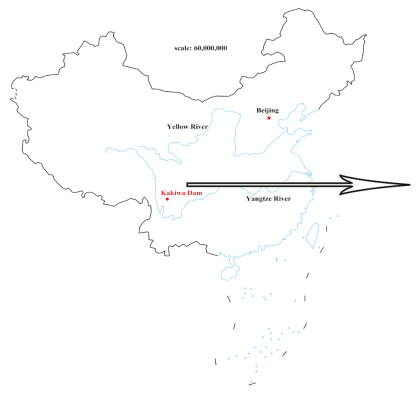 scale: 60,000,000
Beijing
Yellow River
Kakiwa Dam
Yangtze River